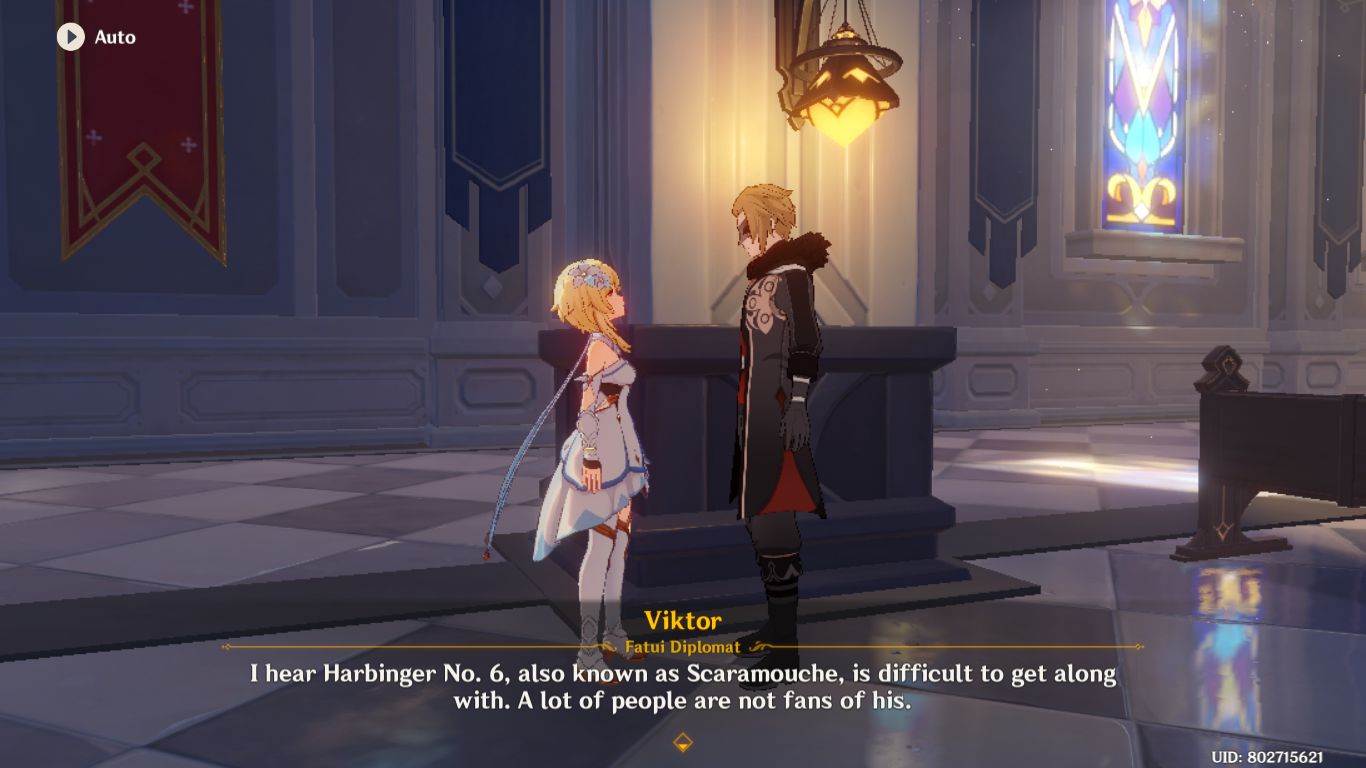 Auto
Viktor
Fatui Diplomat
I hear Harbinger No. 6, also known as Scaramouche, is difficult to get along
with. A lot of people are not fans of his.
UID: 802715621